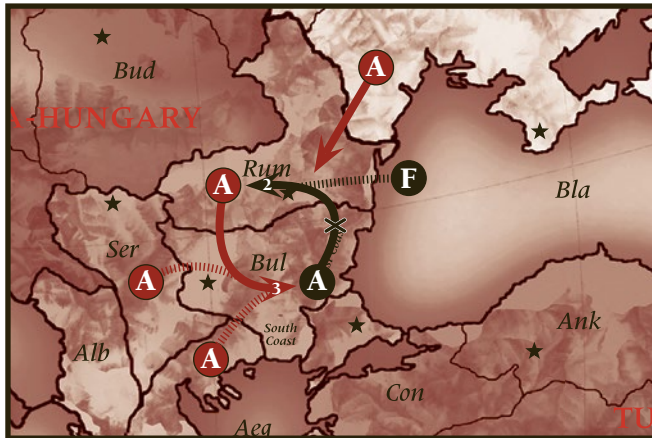 Bud
A
A-HUNGARY
Rum
2
F
A
Bla
Ser
Bul
A
A
3
South
Coast
Ank
Alb
A
Con
Aeg
TU